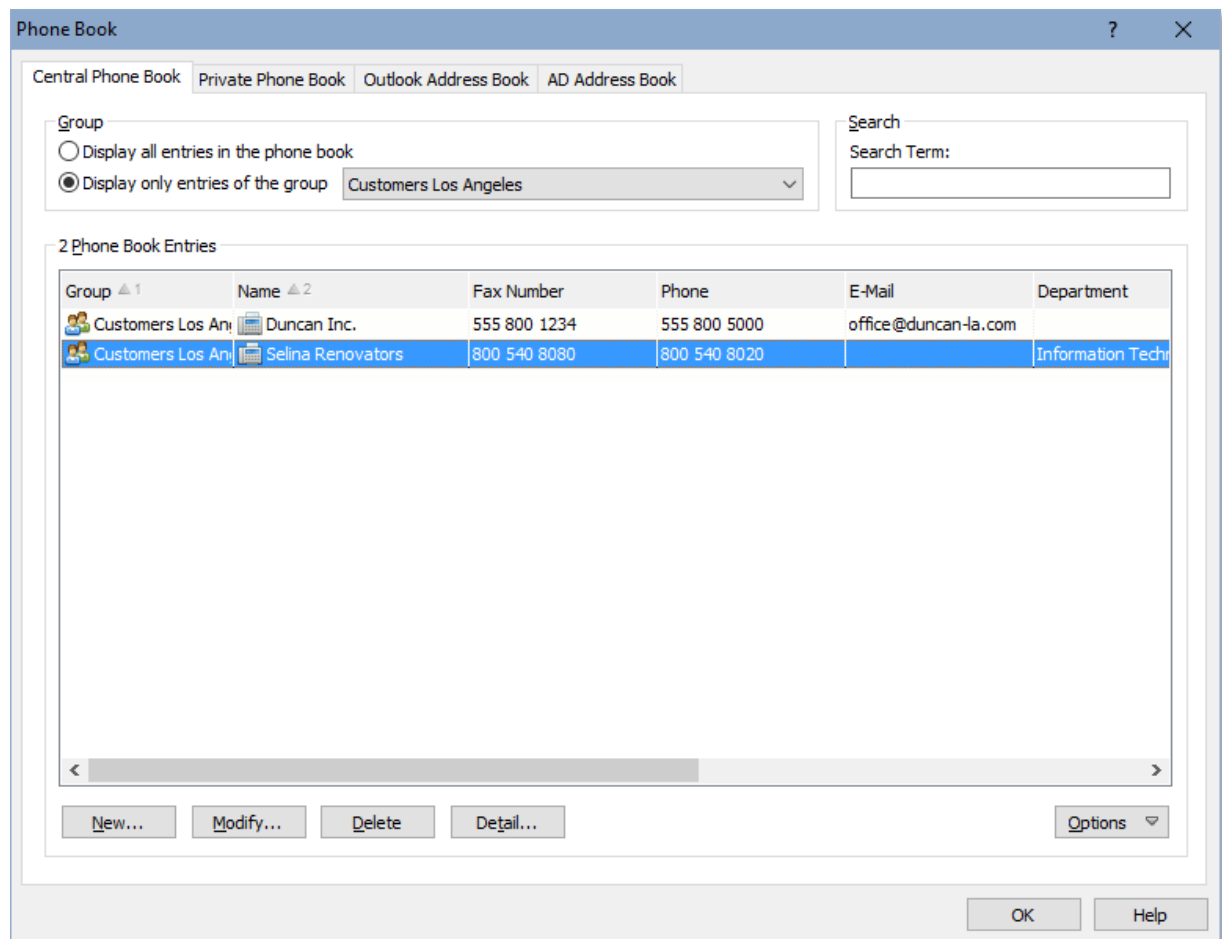 Phone Book ?
Central Phone Book Private Phone Book Outlook Address Book AD Address Book
Group
Display all entries in the phone book
Display only entries of the group Customers Los Angeles
Search
Search Term:
2 Phone Book Entries
Group 1 Name 2 Fax Number Phone E-Mail Department
Customers Los An Duncan Inc. 555 800 1234 555 800 5000 office@duncan-la.com
Customers Los An Selina Renovators 800 540 8080 800 540 8020 Information Tech
New... Modify... Delete Detail... Options
OK Help